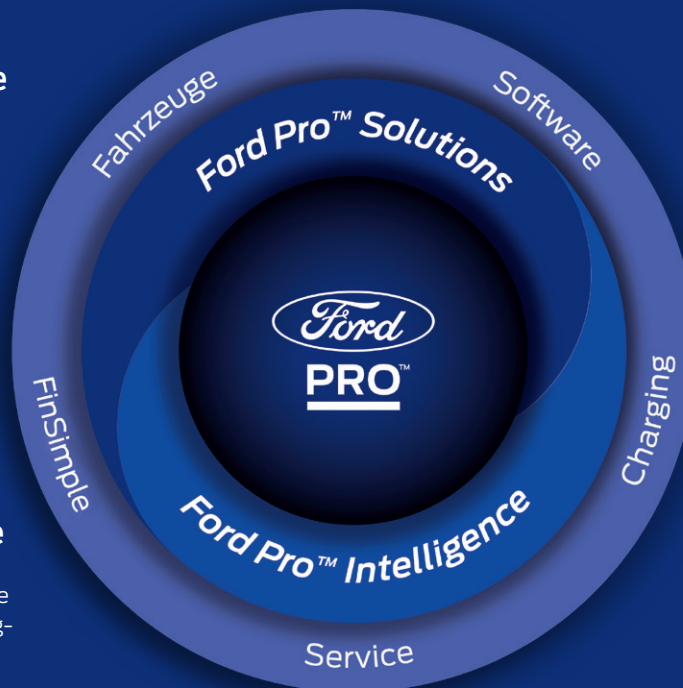 Fahrzeuge
Software
Ford Pro™ Solutions
Ford
PRO™
FinSimple
Charging
Ford Pro™ Intelligence
Service